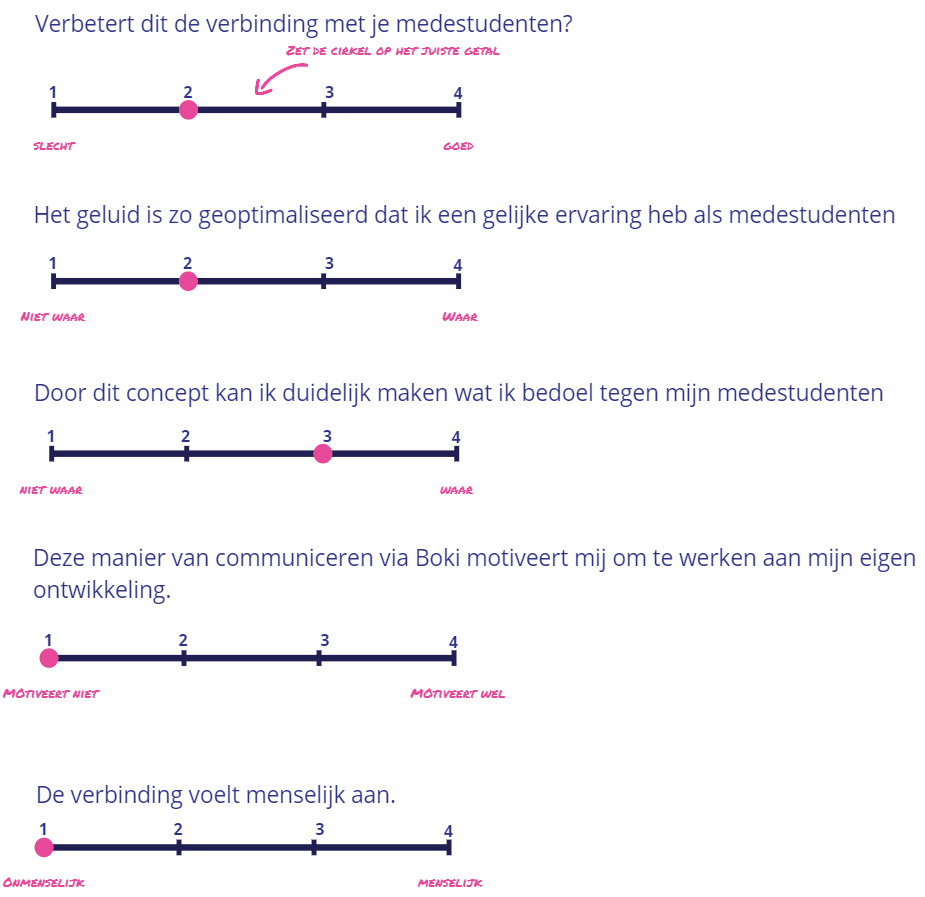 Verbetert dit de verbinding met je medestudenten?
Zet de cirkel op het juiste getal
1 2 3 4
slecht goed
Het geluid is zo geoptimaliseerd dat ik een gelijke ervaring heb als medestudenten
1 2 3 4
Niet waar Waar
Door dit concept kan ik duidelijk maken wat ik bedoel tegen mijn medestudenten
1 2 3 4
niet waar waar
Deze manier van communiceren via Boki motiveert mij om te werken aan mijn eigen
ontwikkeling.
1 2 3 4
Motiveert niet Motiveert wel
De verbinding voelt menselijk aan.
1 2 3 4
Onmenselijk menselijk